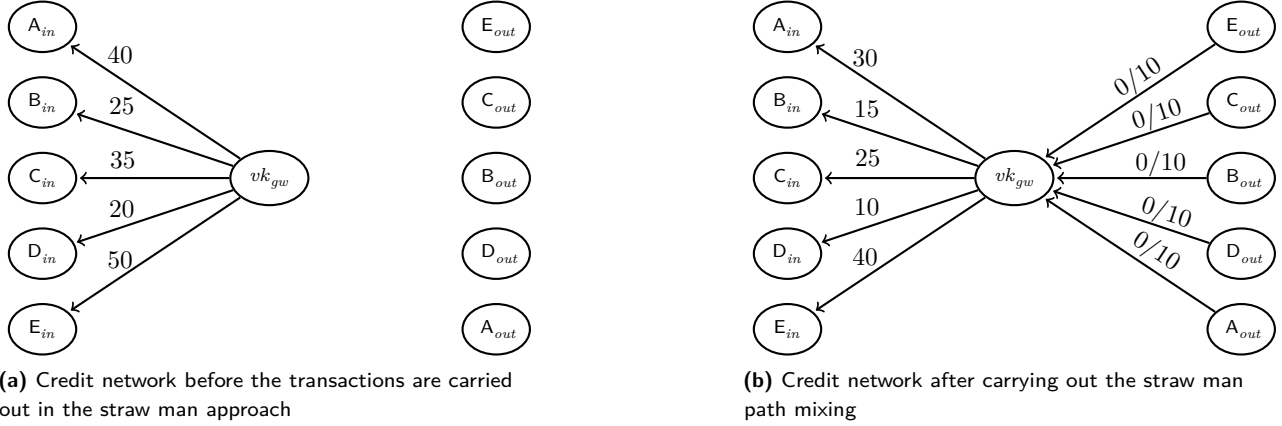 A_in
40
B_in
25
C_in
35
vk_gw
D_in
20
E_in
50
E_out
C_out
B_out
D_out
A_out
(a) Credit network before the transactions are carried
out in the straw man approach
A_in
30
B_in
15
C_in
25
vk_gw
D_in
10
E_in
40
E_out
0/10
C_out
0/10
B_out
0/10
D_out
0/10
A_out
0/10
(b) Credit network after carrying out the straw man
path mixing